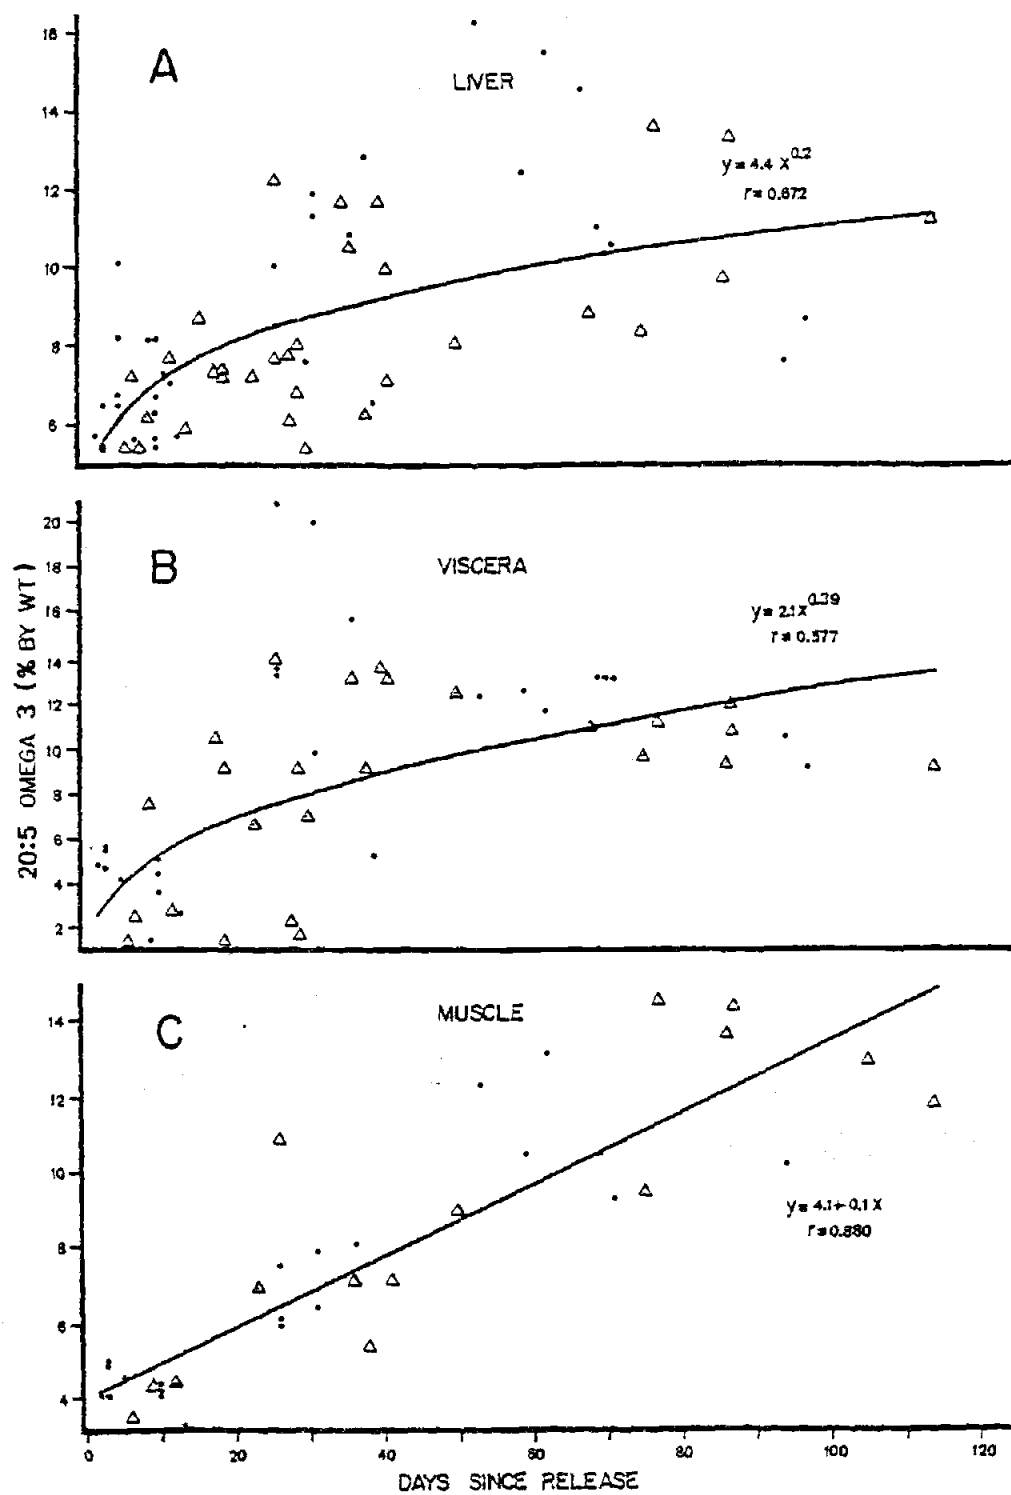 A
LIVER
y = 4.4 X^0.2
r = 0.672
16
14
12
10
8
6
B
VISCERA
y = 2.1X^0.39
r = 0.577
20
18
16
14
12
10
8
6
4
2
20:5 OMEGA 3 (% BY WT)
C
MUSCLE
14
12
10
8
6
4
y = 4.1+ 0.1 X
r = 0.880
0 20 40 60 80 100 120
DAYS SINCE RELEASE